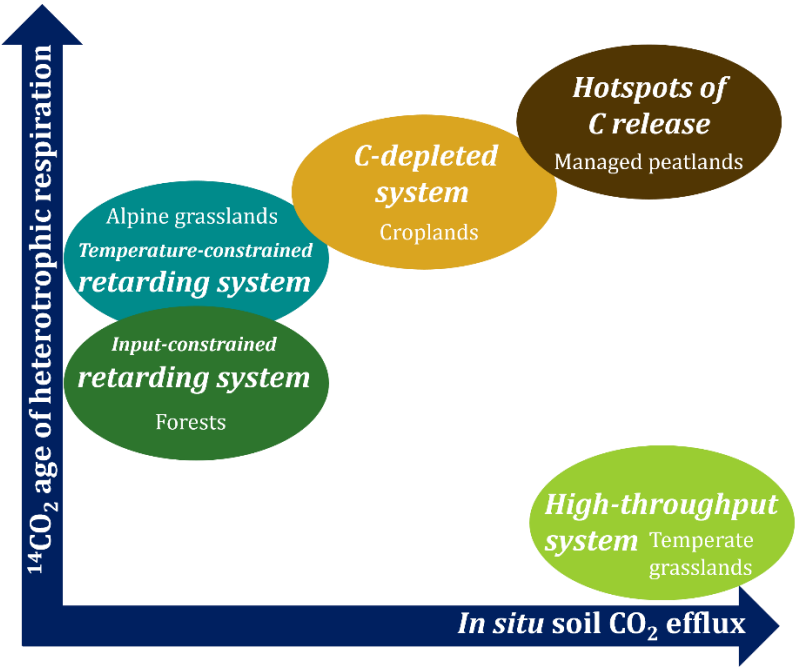 ¹⁴CO₂ age of heterotrophic respiration
Hotspots of
C release
Managed peatlands
C-depleted
system
Croplands
Alpine grasslands
Temperature-constrained
retarding system
Input-constrained
retarding system
Forests
High-throughput
system Temperate
grasslands
In situ soil CO₂ efflux